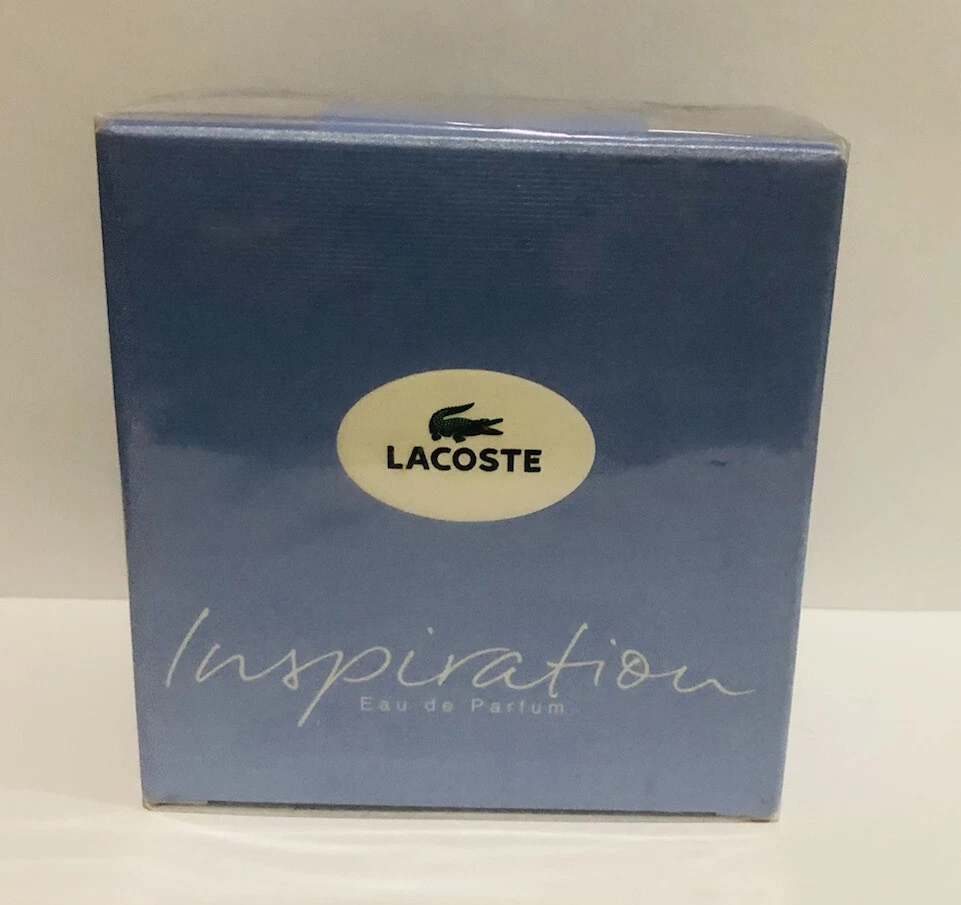 LACOSTE
Inspiration
Eau de Parfum